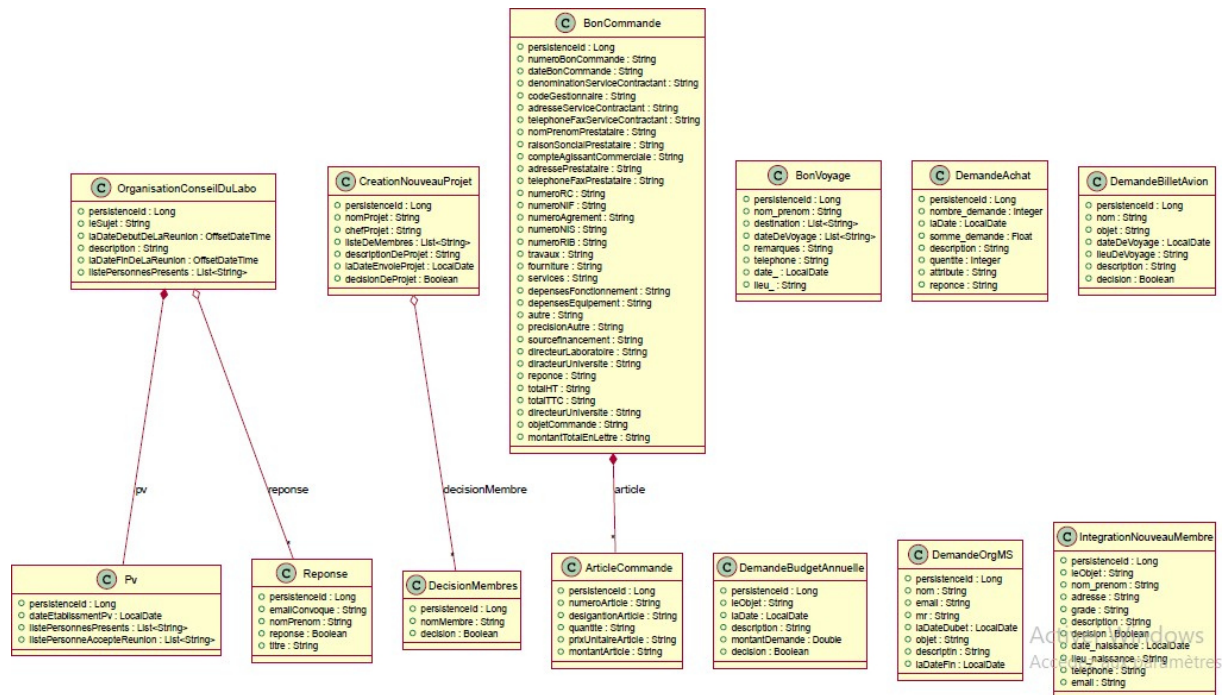 BonCommande
persistenceId : Long
numeroBonCommande : String
dateBonCommande : String
denominationServiceContractant : String
codeGestionnaire : String
adresseServiceContractant : String
telephoneFaxServiceContractant : String
nomPrenomPrestataire : String
raisonSoncialPrestataire : String
compteAgissantCommerciale : String
adressePrestataire : String
telephoneFaxPrestataire : String
numeroRC : String
numeroNIF : String
numeroAgrement : String
numeroNIS : String
numeroRIB : String
travaux : String
fourniture : String
services : String
depensesFonctionnement : String
depensesEquipement : String
autre : String
precisionAutre : String
sourcefinancement : String
directeurLaboratoire : String
diracteurUniversite : String
reponce : String
totalHT : String
totalTTC : String
directeurUniversite : String
objetCommande : String
montantTotalEnLettre : String
OrganisationConseilDuLabo
persistenceId : Long
leSujet : String
laDateDebutDeLaReunion : OffsetDateTime
description : String
laDateFinDeLaReunion : OffsetDateTime
listePersonnesPresents : List<String>
CreationNouveauProjet
persistenceId : Long
nomProjet : String
chefProjet : String
listeDeMembres : List<String>
descriptionDeProjet : String
laDateEnvoieProjet : LocalDate
decisionDeProjet : Boolean
BonVoyage
persistenceId : Long
nom_prenom : String
destination : List<String>
dateDeVoyage : List<String>
remarques : String
telephone : String
date_ : LocalDate
lieu_ : String
DemandeAchat
persistenceId : Long
nombre_demande : Integer
laDate : LocalDate
somme_demande : Float
description : String
quentite : Integer
attribute : String
reponce : String
DemandeBilletAvion
persistenceId : Long
nom : String
objet : String
dateDeVoyage : LocalDate
lieuDeVoyage : String
description : String
decision : Boolean
pv
reponse
decisionMembre
article
*
*
*
Pv
persistenceId : Long
dateEtablissmentPv : LocalDate
listePersonnesPresents : List<String>
listePersonneAccepteReunion : List<String>
Reponse
persistenceId : Long
emailConvoque : String
nomPrenom : String
reponse : Boolean
titre : String
DecisionMembres
persistenceId : Long
nomMembre : String
decision : Boolean
ArticleCommande
persistenceId : Long
numeroArticle : String
desigantionArticle : String
quantite : String
prixUnitaireArticle : String
montantArticle : String
DemandeBudgetAnnuelle
persistenceId : Long
leObjet : String
laDate : LocalDate
description : String
montantDemande : Double
decision : Boolean
DemandeOrgMS
persistenceId : Long
nom : String
email : String
mr : String
laDateDubet : LocalDate
objet : String
descriptin : String
laDateFin : LocalDate
IntegrationNouveauMembre
persistenceId : Long
leObjet : String
nom_prenom : String
adresse : String
grade : String
description : String
decision : Boolean
date_naissance : LocalDate
lieu_naissance : String
telephone : String
email : String